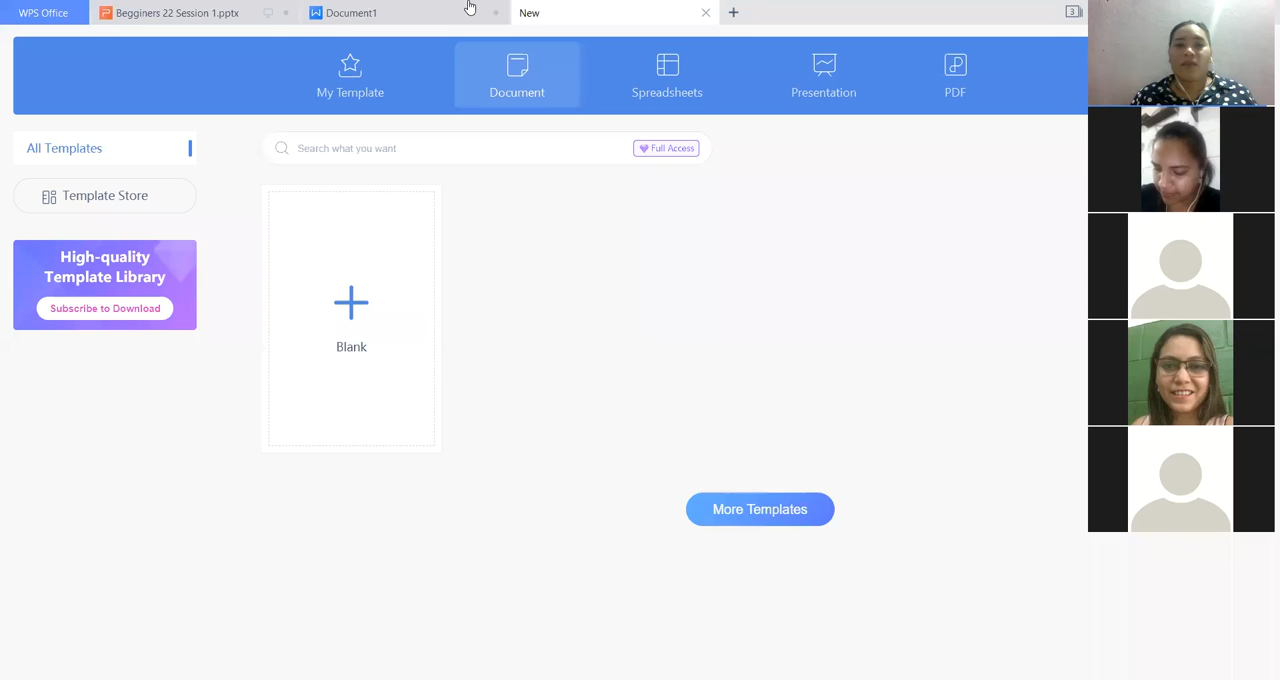 WPS Office
Begginers 22 Session 1.pptx
Document1
New
3
My Template
Document
Spreadsheets
Presentation
PDF
All Templates
Search what you want
Full Access
Template Store
High-quality
Template Library
Subscribe to Download
Blank
More Templates